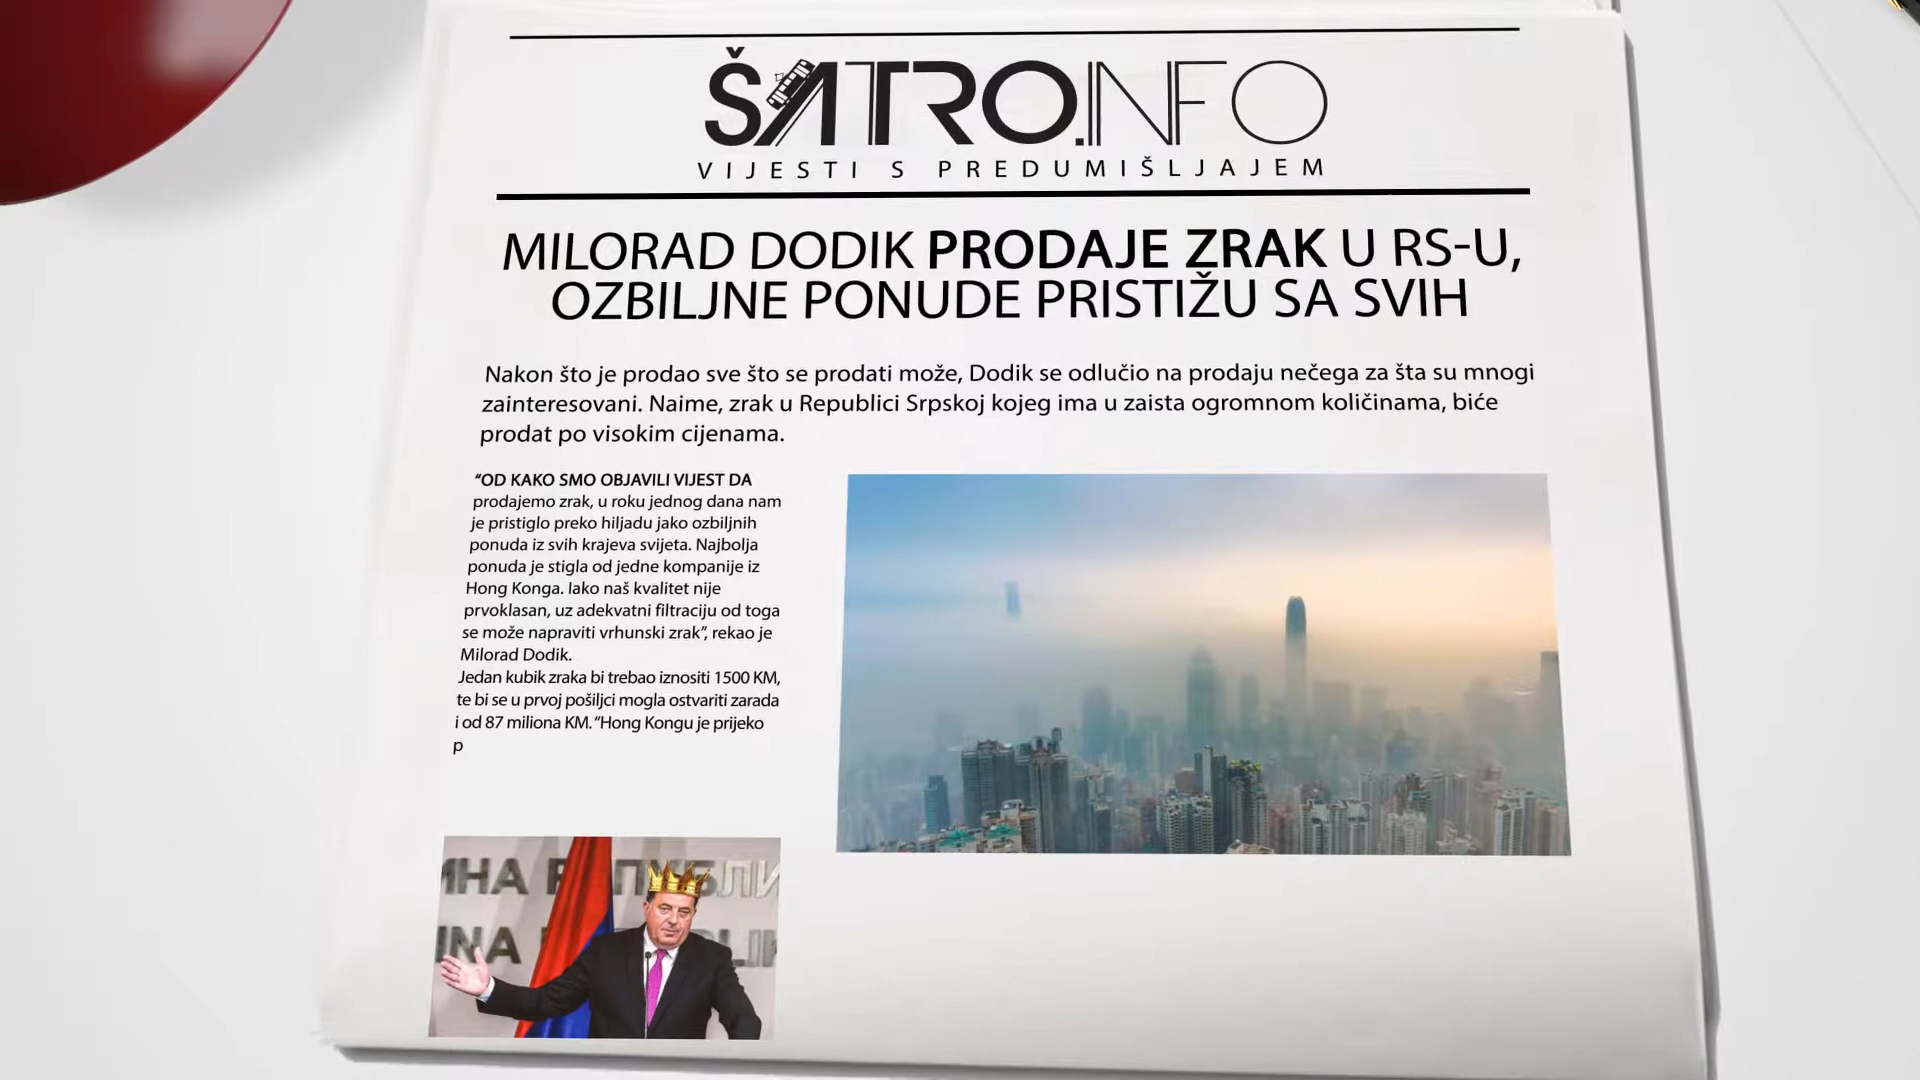 ŠATRO.INFO
VIJESTI S PREDUMIŠLJAJEM
MILORAD DODIK PRODAJE ZRAK U RS-U,
OZBILJNE PONUDE PRISTIŽU SA SVIH
Nakon što je prodao sve što se prodati može, Dodik se odlučio na prodaju nečega za šta su mnogi
zainteresovani. Naime, zrak u Republici Srpskoj kojeg ima u zaista ogromnom količinama, biće
prodat po visokim cijenama.
“OD KAKO SMO OBJAVILI VIJEST DA
prodajemo zrak, u roku jednog dana nam
je pristiglo preko hiljadu jako ozbiljnih
ponuda iz svih krajeva svijeta. Najbolja
ponuda je stigla od jedne kompanije iz
Hong Konga. Iako naš kvalitet nije
prvoklasan, uz adekvatni filtraciju od toga
se može napraviti vrhunski zrak”, rekao je
Milorad Dodik.
Jedan kubik zraka bi trebao iznositi 1500 KM,
te bi se u prvoj pošiljci mogla ostvariti zarada
i od 87 miliona KM. “Hong Kongu je prijeko
p